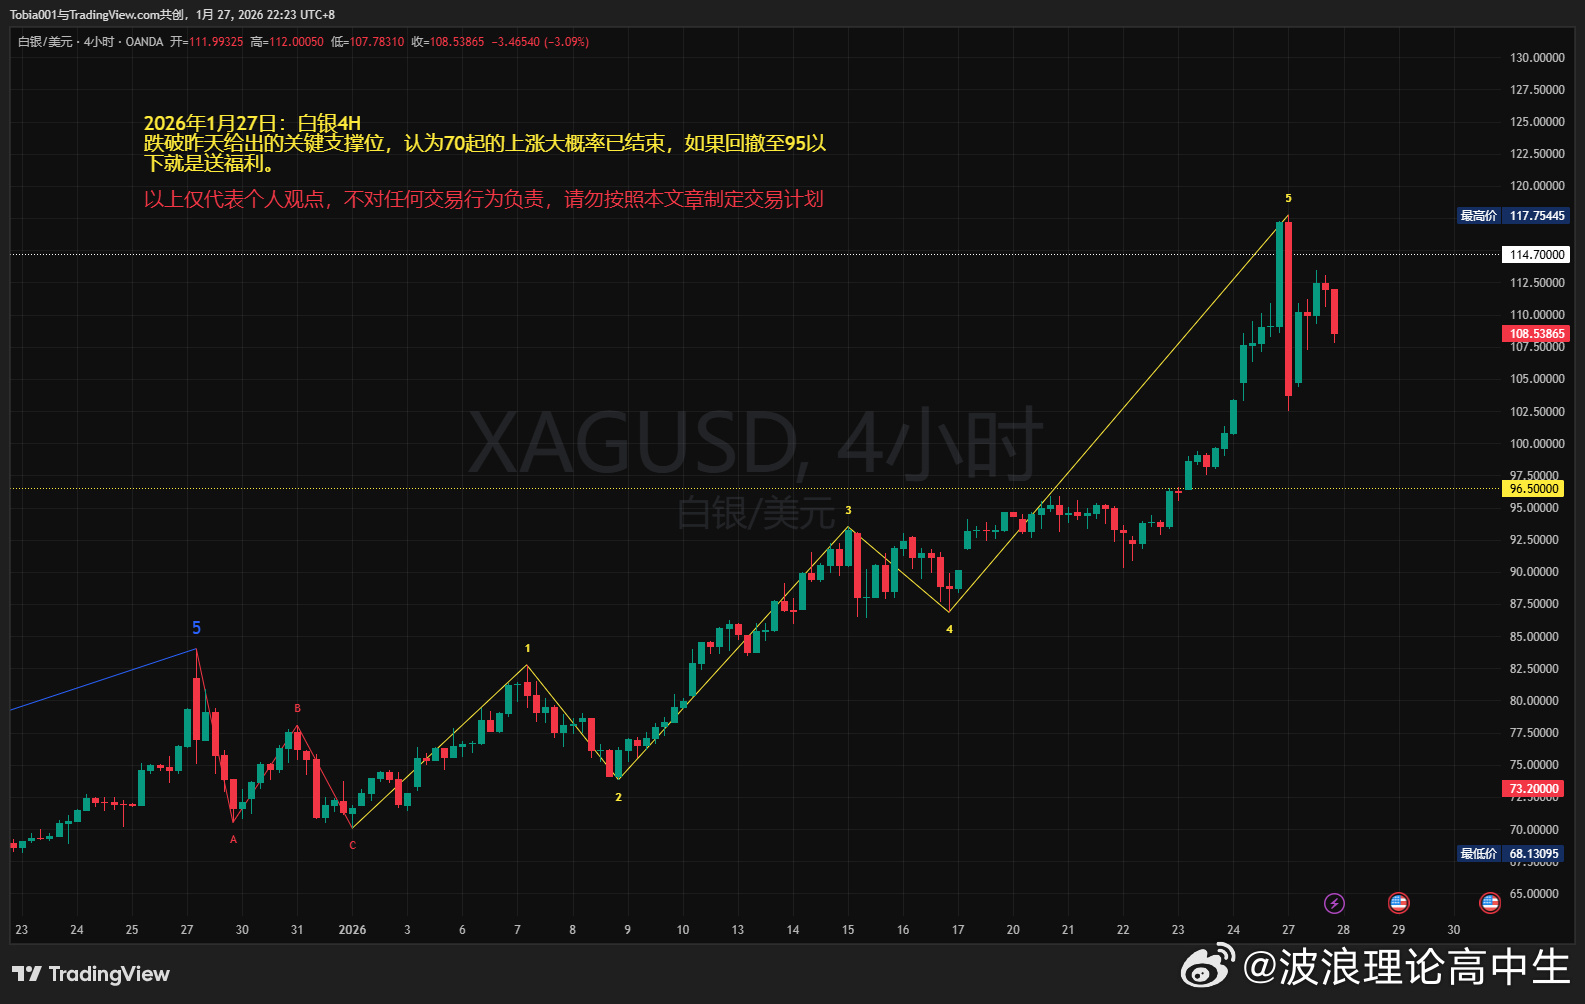 Tobia001与TradingView.com共创，1月 27, 2026 22:23 UTC+8
白银/美元 · 4小时 · OANDA 开=111.99325 高=112.00050 低=107.78310 收=108.53865 −3.46540 (−3.09%)
130.00000
127.50000
2026年1月27日：白银4H
125.00000
跌破昨天给出的关键支撑位，认为70起的上涨大概率已结束，如果回撤至95以
下就是送福利。
122.50000
以上仅代表个人观点，不对任何交易行为负责，请勿按照本文章制定交易计划
120.00000
5
最高价 117.75445
114.70000
112.50000
110.00000
108.53865
107.50000
105.00000
102.50000
XAGUSD, 4小时
100.00000
97.50000
96.50000
白银/美元
3
95.00000
92.50000
90.00000
87.50000
4
5
85.00000
1
82.50000
B
80.00000
77.50000
75.00000
2
73.20000
72.50000
70.00000
A
C
最低价 68.13095
67.50000
65.00000
23 24 25 27 30 31 2026 3 6 7 8 9 10 13 14 15 16 17 20 21 22 23 24 27 28 29 30
TradingView
@波浪理论高中生